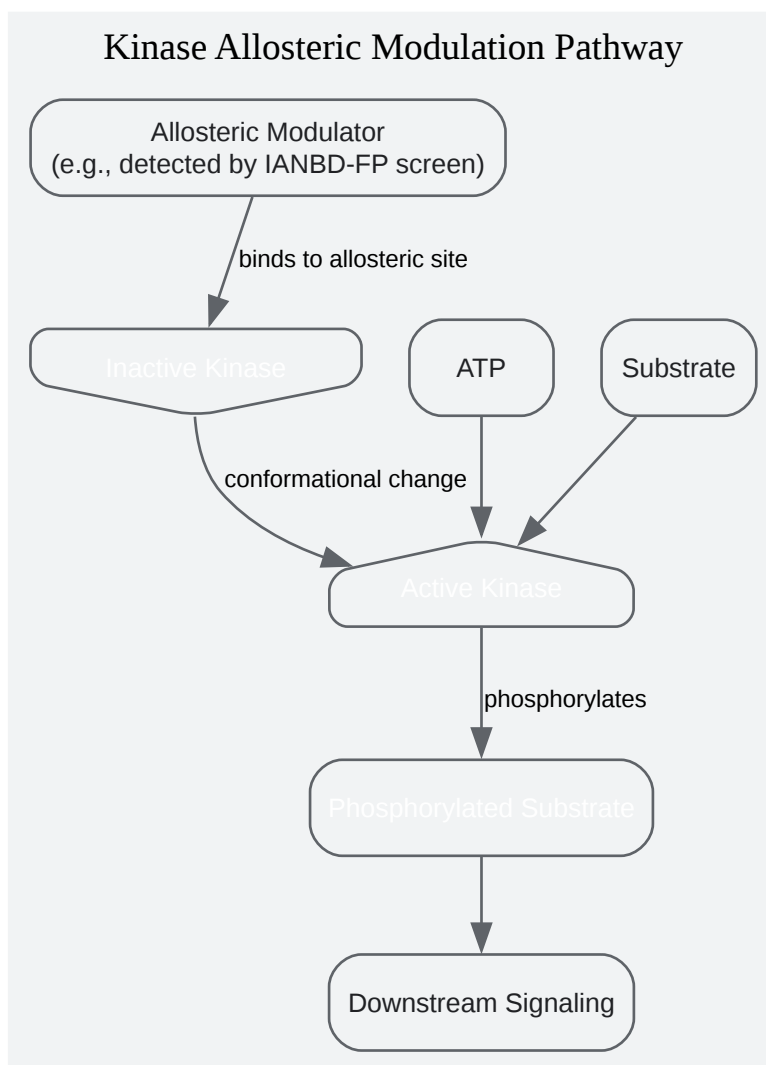 Kinase Allosteric Modulation Pathway
Allosteric Modulator
(e.g., detected by IANBD-FP screen)
binds to allosteric site
Inactive Kinase
ATP
Substrate
conformational change
Active Kinase
phosphorylates
Phosphorylated Substrate
Downstream Signaling